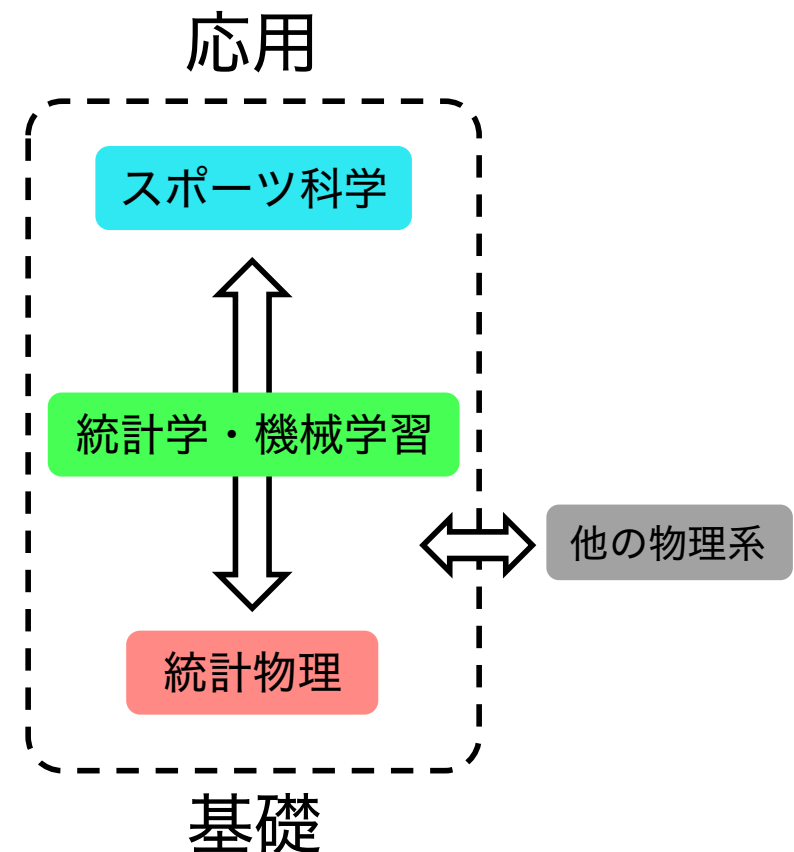 応用
スポーツ科学
統計学・機械学習
他の物理系
統計物理
基礎